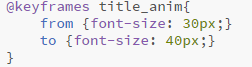 @keyframes title_anim{
    from {font-size: 30px;}
    to {font-size: 40px;}
}